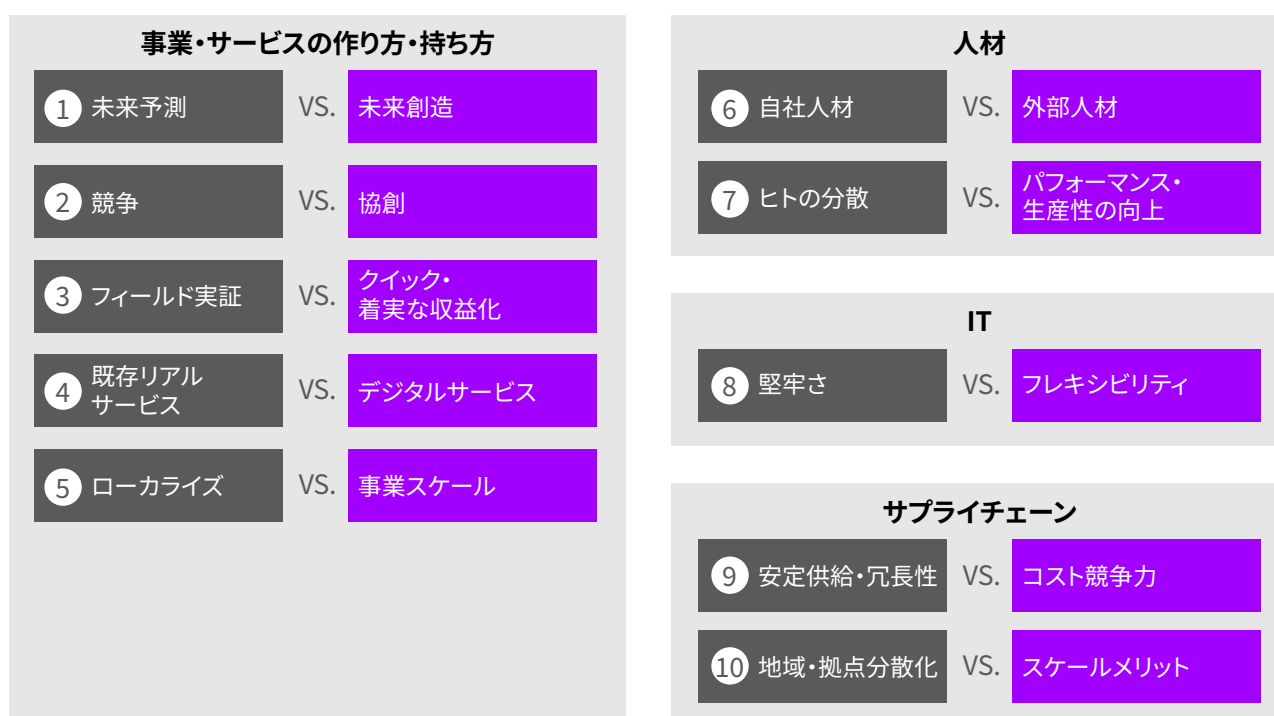 事業・サービスの作り方・持ち方
1 未来予測 VS. 未来創造
2 競争 VS. 協創
3 フィールド実証 VS. クイック・
着実な収益化
4 既存リアル
サービス VS. デジタルサービス
5 ローカライズ VS. 事業スケール
人材
6 自社人材 VS. 外部人材
7 ヒトの分散 VS. パフォーマンス・
生産性の向上
IT
8 堅牢さ VS. フレキシビリティ
サプライチェーン
9 安定供給・冗長性 VS. コスト競争力
10 地域・拠点分散化 VS. スケールメリット